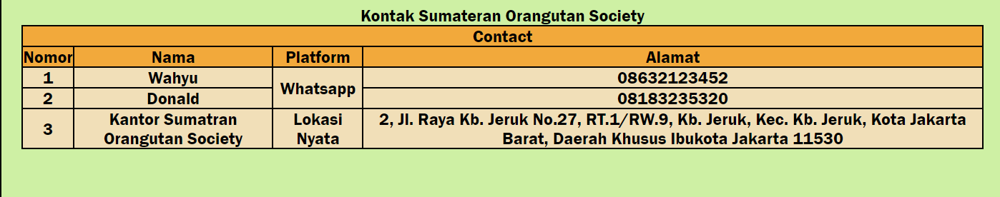 Kontak Sumateran Orangutan Society
Contact
Nomor Nama Platform Alamat
1 Wahyu Whatsapp 08632123452
2 Donald 08183235320
3 Kantor Sumatran Orangutan Society Lokasi Nyata 2, Jl. Raya Kb. Jeruk No.27, RT.1/RW.9, Kb. Jeruk, Kec. Kb. Jeruk, Kota Jakarta
Barat, Daerah Khusus Ibukota Jakarta 11530